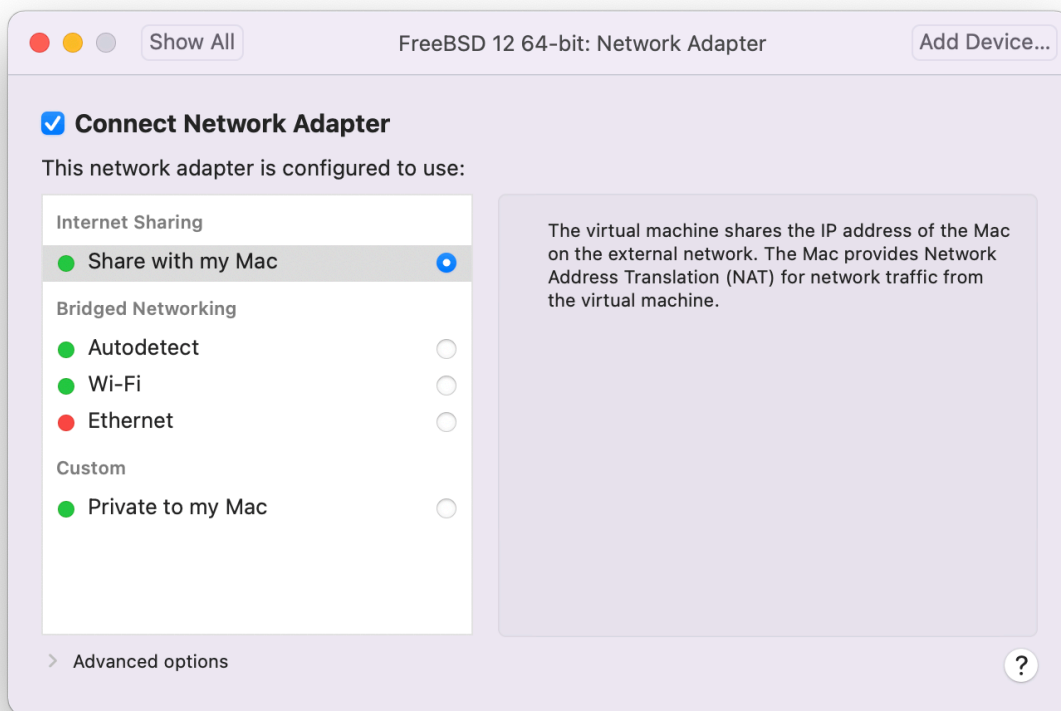 Show All
FreeBSD 12 64-bit: Network Adapter
Add Device...
Connect Network Adapter
This network adapter is configured to use:
Internet Sharing
Share with my Mac
Bridged Networking
Autodetect
Wi-Fi
Ethernet
Custom
Private to my Mac
The virtual machine shares the IP address of the Mac
on the external network. The Mac provides Network
Address Translation (NAT) for network traffic from
the virtual machine.
Advanced options
?